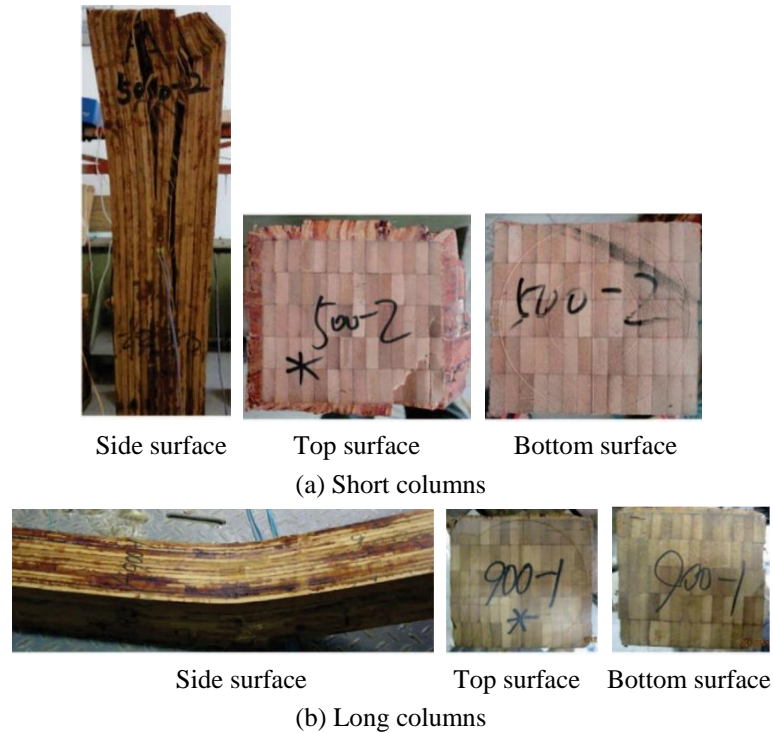 500-2
500-2
500-2
Side surface
Top surface
Bottom surface
(a) Short columns
900-1
*
900-1
Side surface
Top surface
Bottom surface
(b) Long columns